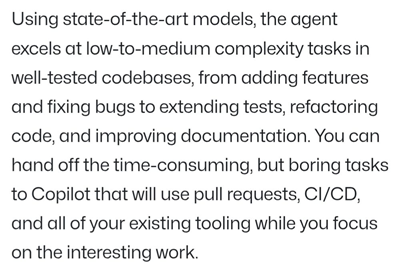 Using state-of-the-art models, the agent
excels at low-to-medium complexity tasks in
well-tested codebases, from adding features
and fixing bugs to extending tests, refactoring
code, and improving documentation. You can
hand off the time-consuming, but boring tasks
to Copilot that will use pull requests, CI/CD,
and all of your existing tooling while you focus
on the interesting work.